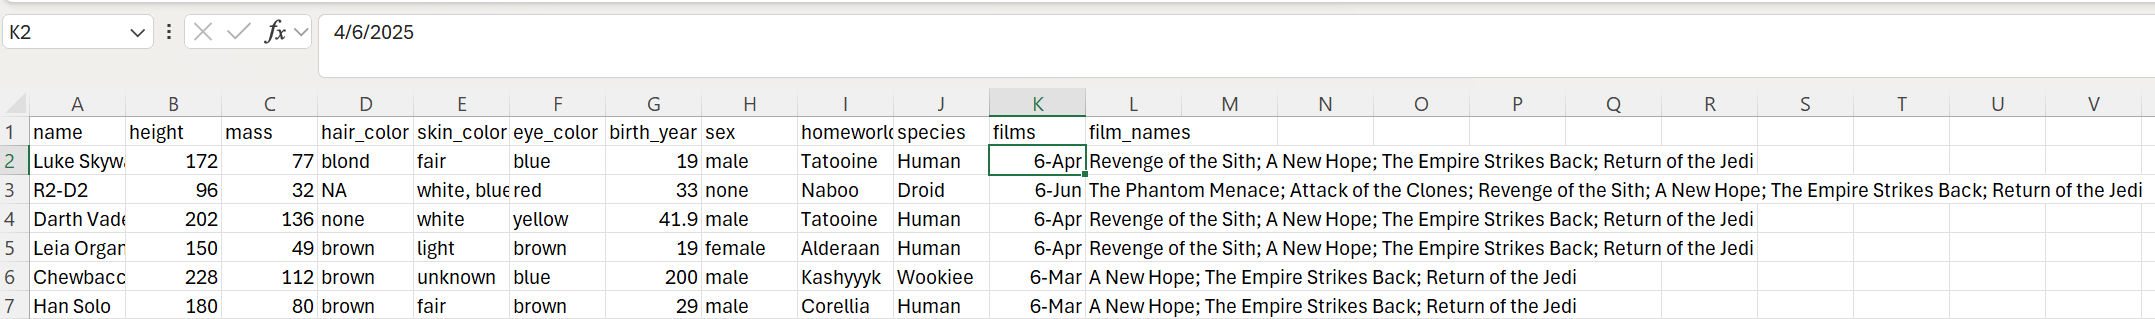 K2 fx 4/6/2025
A B C D E F G H I J K L M N O P Q R S T U V
1 name height mass hair_color skin_color eye_color birth_year sex homeworlc species films film_names
2 Luke Skywa 172 77 blond fair blue 19 male Tatooine Human 6-Apr Revenge of the Sith; A New Hope; The Empire Strikes Back; Return of the Jedi
3 R2-D2 96 32 NA white, blue red 33 none Naboo Droid 6-Jun The Phantom Menace; Attack of the Clones; Revenge of the Sith; A New Hope; The Empire Strikes Back; Return of the Jedi
4 Darth Vade 202 136 none white yellow 41.9 male Tatooine Human 6-Apr Revenge of the Sith; A New Hope; The Empire Strikes Back; Return of the Jedi
5 Leia Organ 150 49 brown light brown 19 female Alderaan Human 6-Apr Revenge of the Sith; A New Hope; The Empire Strikes Back; Return of the Jedi
6 Chewbacc 228 112 brown unknown blue 200 male Kashyyyk Wookiee 6-Mar A New Hope; The Empire Strikes Back; Return of the Jedi
7 Han Solo 180 80 brown fair brown 29 male Corellia Human 6-Mar A New Hope; The Empire Strikes Back; Return of the Jedi